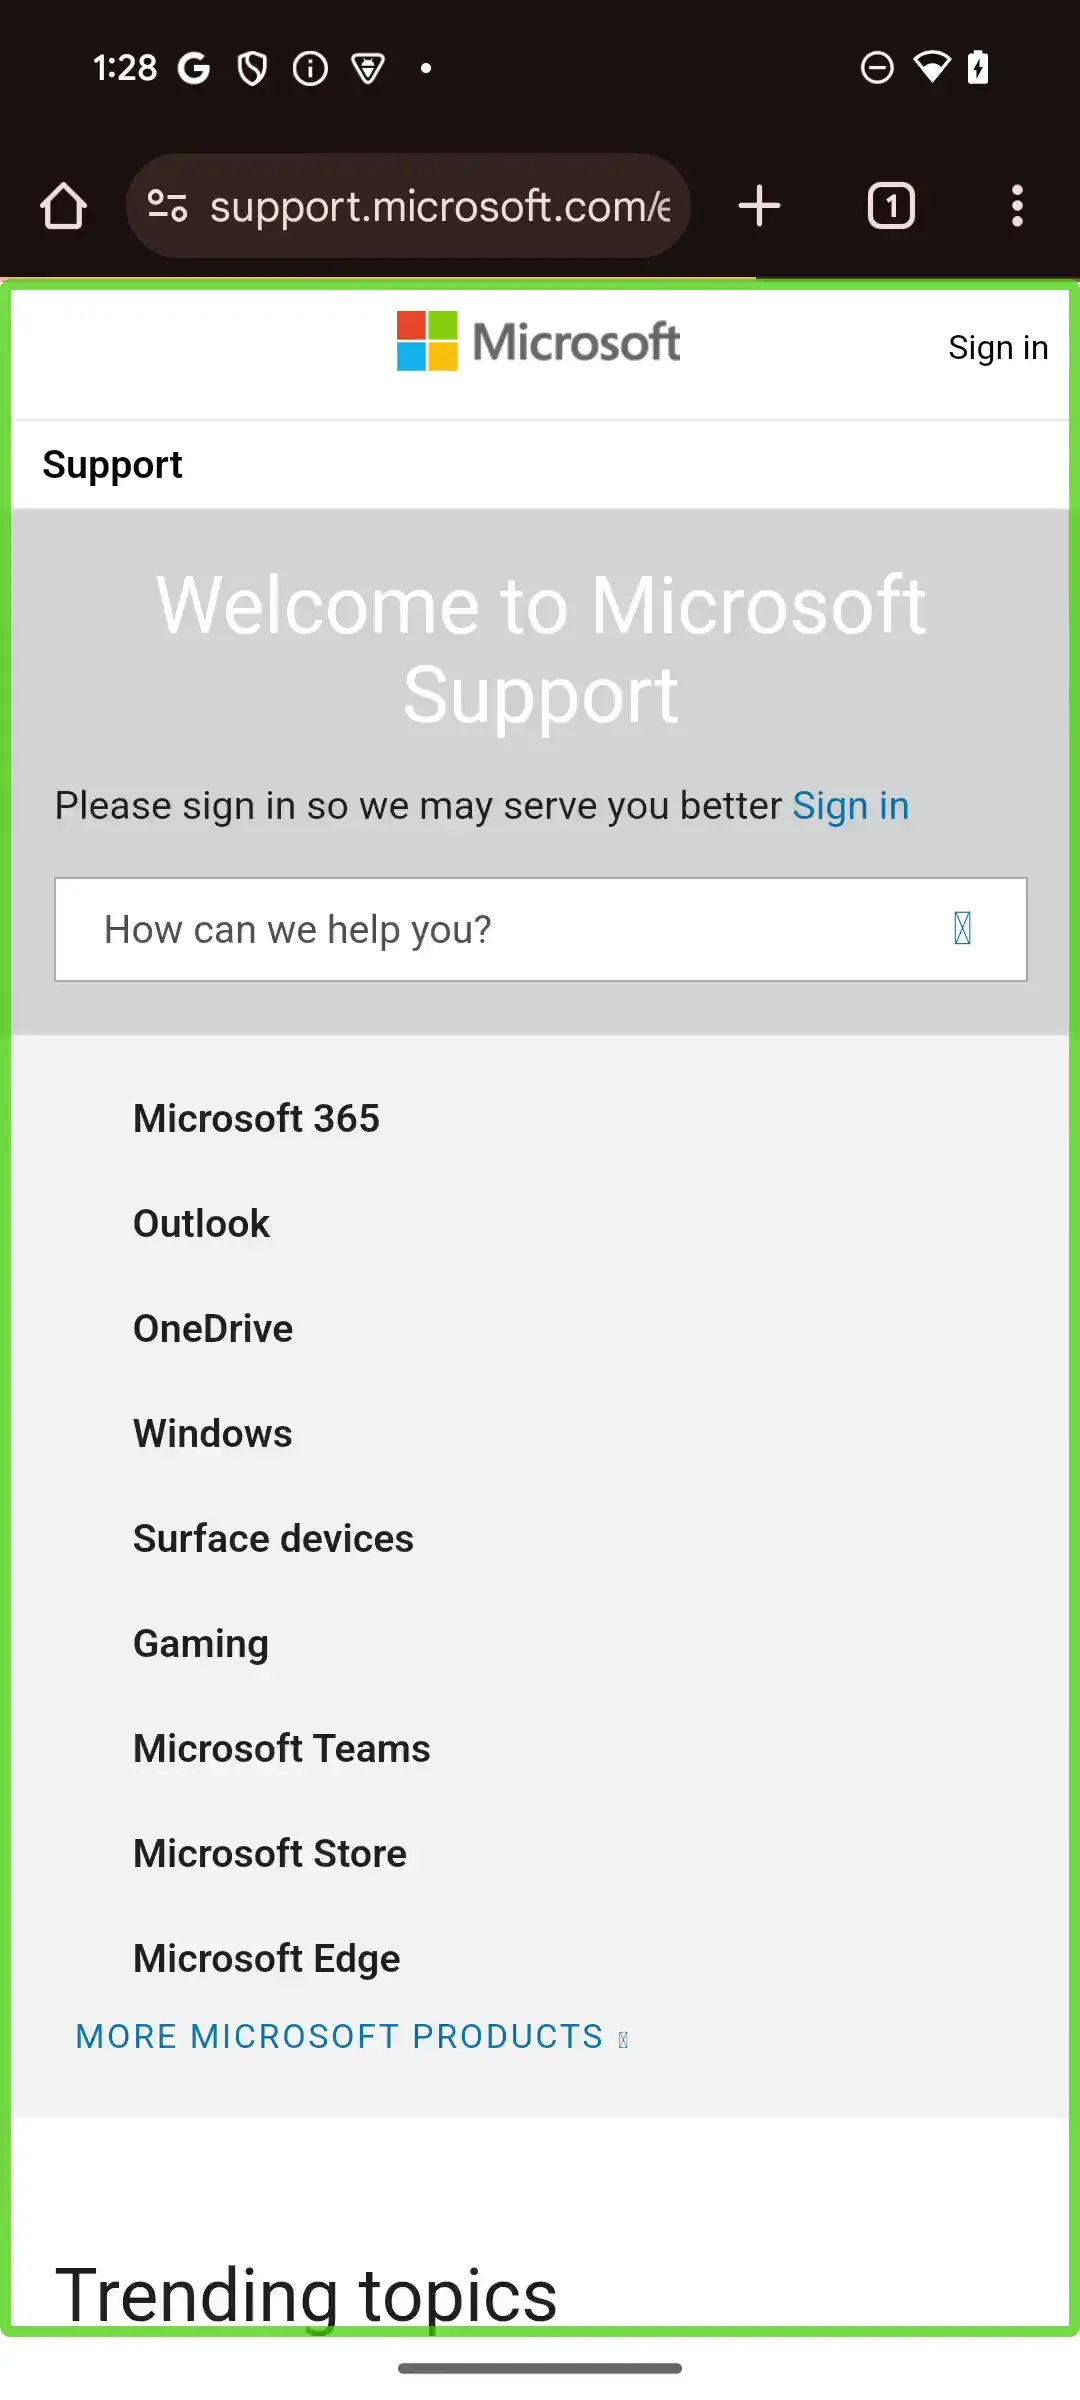 1:28
support.microsoft.com/e
1
Microsoft
Sign in
Support
Welcome to Microsoft
Support
Please sign in so we may serve you better Sign in
How can we help you?
Microsoft 365
Outlook
OneDrive
Windows
Surface devices
Gaming
Microsoft Teams
Microsoft Store
Microsoft Edge
MORE MICROSOFT PRODUCTS
Trending topics